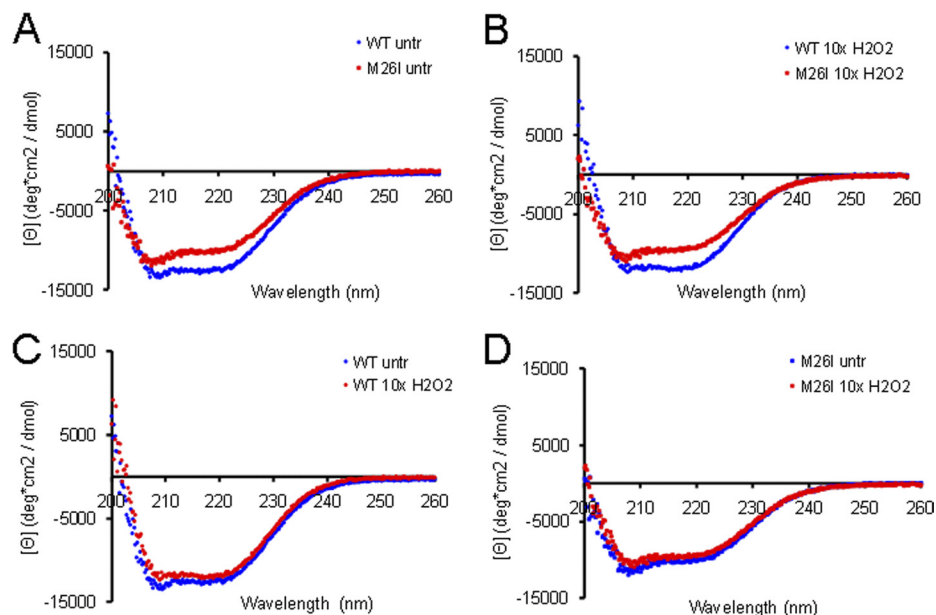 A
15000
10000
5000
-5000
-10000
-15000
[Θ] (deg*cm2 / dmol)
200 210 220 230 240 250 260
Wavelength (nm)
WT untr
M26I untr
B
15000
10000
5000
-5000
-10000
-15000
[Θ] (deg*cm2 / dmol)
200 210 220 230 240 250 260
Wavelength (nm)
WT 10x H2O2
M26I 10x H2O2
C
15000
5000
-5000
-15000
[Θ] (deg*cm2 / dmol)
200 210 220 230 240 250 260
Wavelength (nm)
WT untr
WT 10x H2O2
D
15000
5000
-5000
-15000
[Θ] (deg*cm2 / dmol)
200 210 220 230 240 250 260
Wavelength (nm)
M26I untr
M26I 10x H2O2